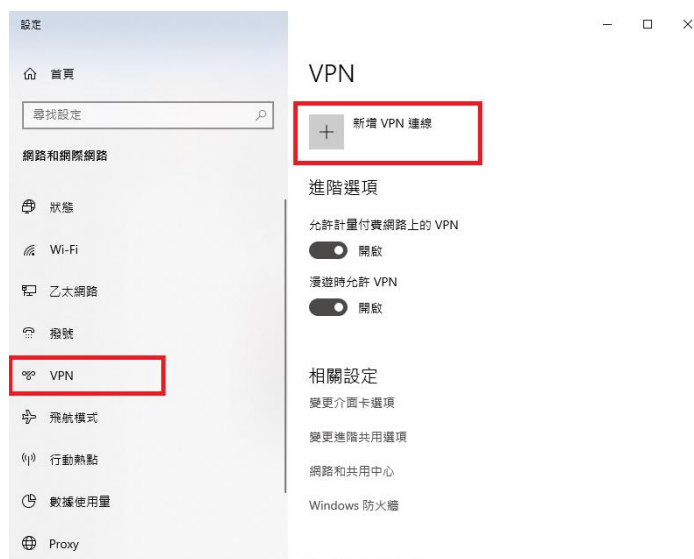 設定
首頁
尋找設定
網路和網際網路
狀態
Wi-Fi
乙太網路
撥號
VPN
飛航模式
行動熱點
數據使用量
Proxy
VPN
新增 VPN 連線
進階選項
允許計量付費網路上的 VPN
開啟
漫遊時允許 VPN
開啟
相關設定
變更介面卡選項
變更進階共用選項
網路和共用中心
Windows 防火牆